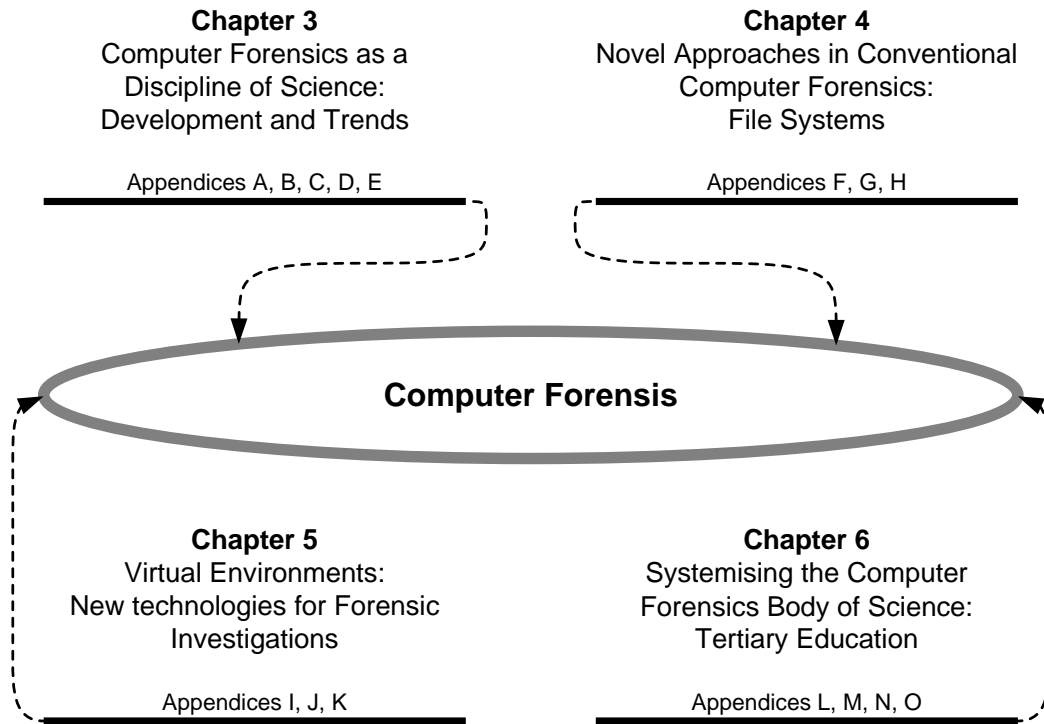 Chapter 3
Computer Forensics as a
Discipline of Science:
Development and Trends
Appendices A, B, C, D, E
Chapter 4
Novel Approaches in Conventional
Computer Forensics:
File Systems
Appendices F, G, H
Computer Forensis
Chapter 5
Virtual Environments:
New technologies for Forensic
Investigations
Appendices I, J, K
Chapter 6
Systemising the Computer
Forensics Body of Science:
Tertiary Education
Appendices L, M, N, O